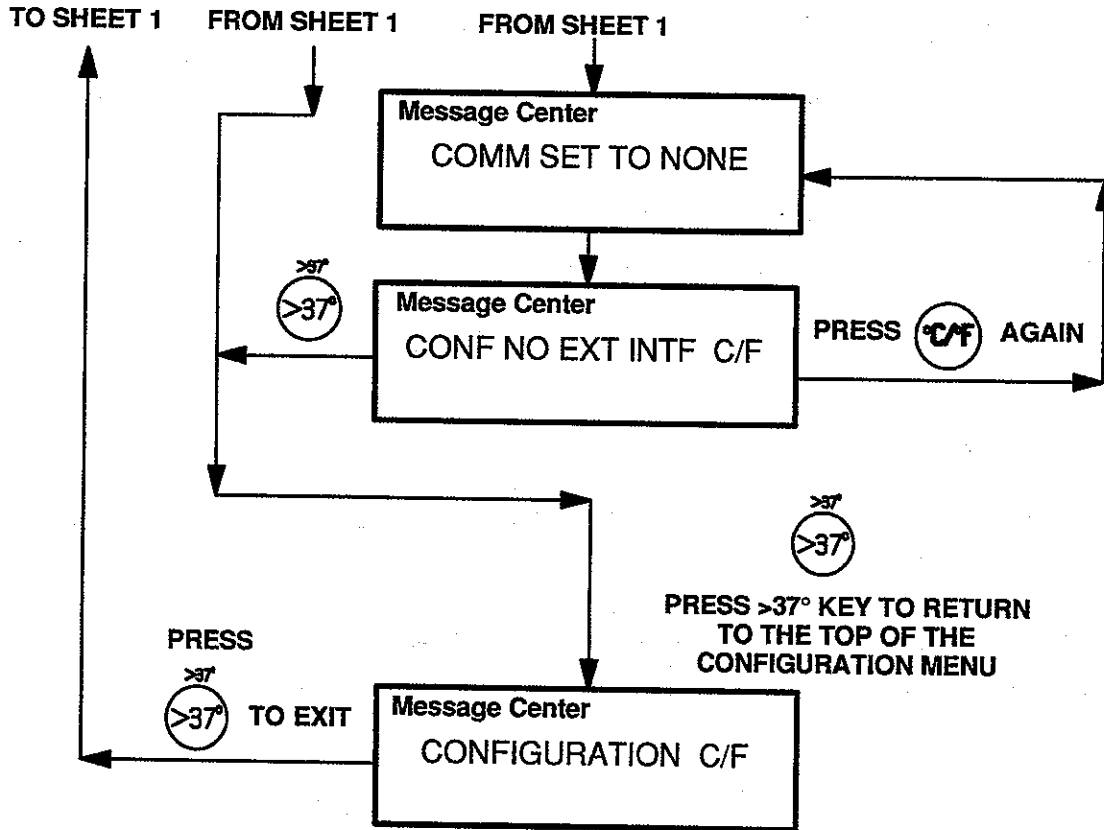 TO SHEET 1 FROM SHEET 1 FROM SHEET 1
Message Center
COMM SET TO NONE
>37°
>37°
Message Center
CONF NO EXT INTF C/F
PRESS °C/°F AGAIN
>37°
>37°
PRESS >37° KEY TO RETURN
TO THE TOP OF THE
CONFIGURATION MENU
PRESS
>37°
>37° TO EXIT
Message Center
CONFIGURATION C/F